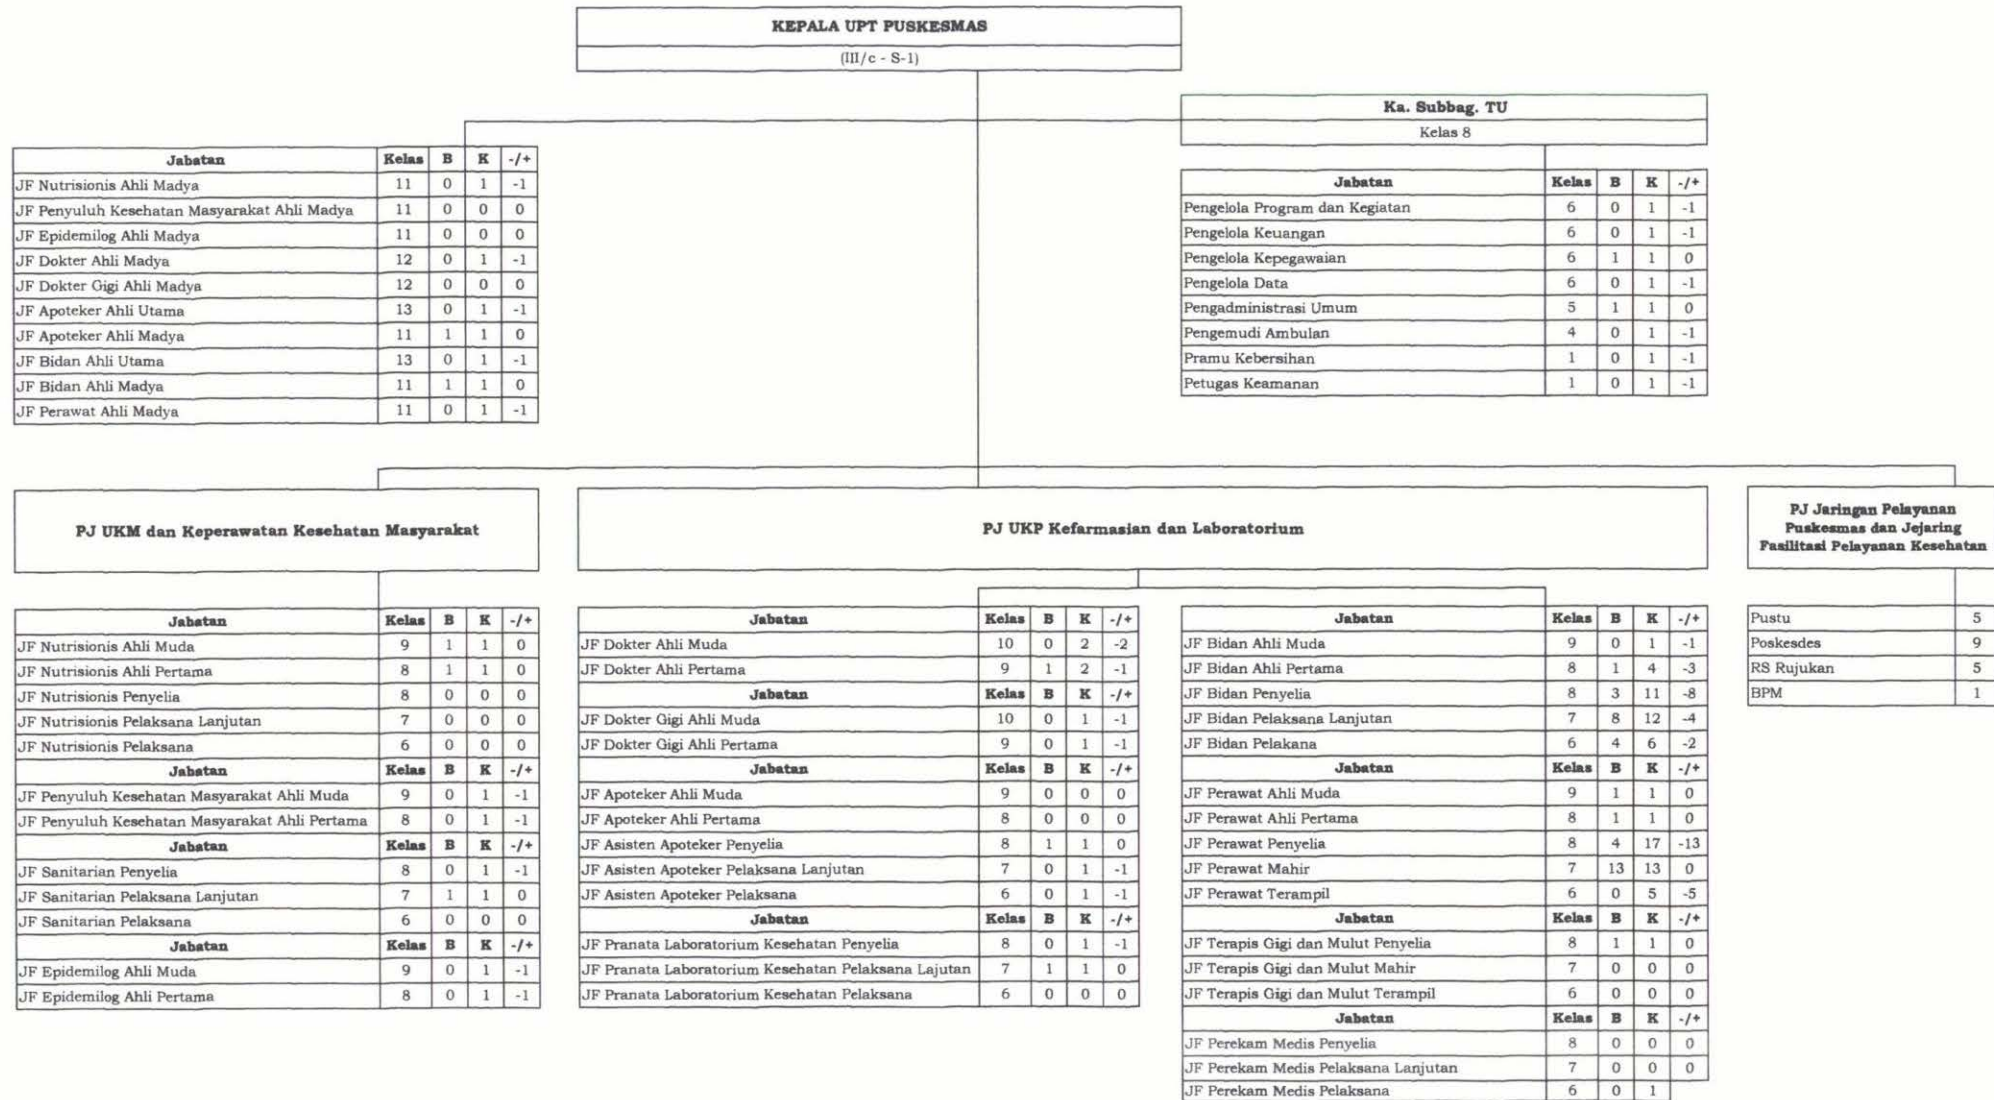 KEPALA UPT PUSKESMAS
(III/c - S-1)
Ka. Subbag. TU
Kelas 8
Jabatan Kelas B K -/+
JF Nutrisionis Ahli Madya 11 0 1 -1
JF Penyuluh Kesehatan Masyarakat Ahli Madya 11 0 0 0
JF Epidemilog Ahli Madya 11 0 0 0
JF Dokter Ahli Madya 12 0 1 -1
JF Dokter Gigi Ahli Madya 12 0 0 0
JF Apoteker Ahli Utama 13 0 1 -1
JF Apoteker Ahli Madya 11 1 1 0
JF Bidan Ahli Utama 13 0 1 -1
JF Bidan Ahli Madya 11 1 1 0
JF Perawat Ahli Madya 11 0 1 -1
Jabatan Kelas B K -/+
Pengelola Program dan Kegiatan 6 0 1 -1
Pengelola Keuangan 6 0 1 -1
Pengelola Kepegawaian 6 1 1 0
Pengelola Data 6 0 1 -1
Pengadministrasi Umum 5 1 1 0
Pengemudi Ambulan 4 0 1 -1
Pramu Kebersihan 1 0 1 -1
Petugas Keamanan 1 0 1 -1
PJ UKM dan Keperawatan Kesehatan Masyarakat
Jabatan Kelas B K -/+
JF Nutrisionis Ahli Muda 9 1 1 0
JF Nutrisionis Ahli Pertama 8 1 1 0
JF Nutrisionis Penyelia 8 0 0 0
JF Nutrisionis Pelaksana Lanjutan 7 0 0 0
JF Nutrisionis Pelaksana 6 0 0 0
Jabatan Kelas B K -/+
JF Penyuluh Kesehatan Masyarakat Ahli Muda 9 0 1 -1
JF Penyuluh Kesehatan Masyarakat Ahli Pertama 8 0 1 -1
Jabatan Kelas B K -/+
JF Sanitarian Penyelia 8 0 1 -1
JF Sanitarian Pelaksana Lanjutan 7 1 1 0
JF Sanitarian Pelaksana 6 0 0 0
Jabatan Kelas B K -/+
JF Epidemilog Ahli Muda 9 0 1 -1
JF Epidemilog Ahli Pertama 8 0 1 -1
PJ UKP Kefarmasian dan Laboratorium
Jabatan Kelas B K -/+
JF Dokter Ahli Muda 10 0 2 -2
JF Dokter Ahli Pertama 9 1 2 -1
Jabatan Kelas B K -/+
JF Dokter Gigi Ahli Muda 10 0 1 -1
JF Dokter Gigi Ahli Pertama 9 0 1 -1
Jabatan Kelas B K -/+
JF Apoteker Ahli Muda 9 0 0 0
JF Apoteker Ahli Pertama 8 0 0 0
JF Asisten Apoteker Penyelia 8 1 1 0
JF Asisten Apoteker Pelaksana Lanjutan 7 0 1 -1
JF Asisten Apoteker Pelaksana 6 0 1 -1
Jabatan Kelas B K -/+
JF Pranata Laboratorium Kesehatan Penyelia 8 0 1 -1
JF Pranata Laboratorium Kesehatan Pelaksana Lajutan 7 1 1 0
JF Pranata Laboratorium Kesehatan Pelaksana 6 0 0 0
Jabatan Kelas B K -/+
JF Bidan Ahli Muda 9 0 1 -1
JF Bidan Ahli Pertama 8 1 4 -3
JF Bidan Penyelia 8 3 11 -8
JF Bidan Pelaksana Lanjutan 7 8 12 -4
JF Bidan Pelakana 6 4 6 -2
Jabatan Kelas B K -/+
JF Perawat Ahli Muda 9 1 1 0
JF Perawat Ahli Pertama 8 1 1 0
JF Perawat Penyelia 8 4 17 -13
JF Perawat Mahir 7 13 13 0
JF Perawat Terampil 6 0 5 -5
Jabatan Kelas B K -/+
JF Terapis Gigi dan Mulut Penyelia 8 1 1 0
JF Terapis Gigi dan Mulut Mahir 7 0 0 0
JF Terapis Gigi dan Mulut Terampil 6 0 0 0
Jabatan Kelas B K -/+
JF Perekam Medis Penyelia 8 0 0 0
JF Perekam Medis Pelaksana Lanjutan 7 0 0 0
JF Perekam Medis Pelaksana 6 0 1
PJ Jaringan Pelayanan
Puskesmas dan Jejaring
Fasilitasi Pelayanan Kesehatan
Pustu 5
Poskesdes 9
RS Rujukan 5
BPM 1